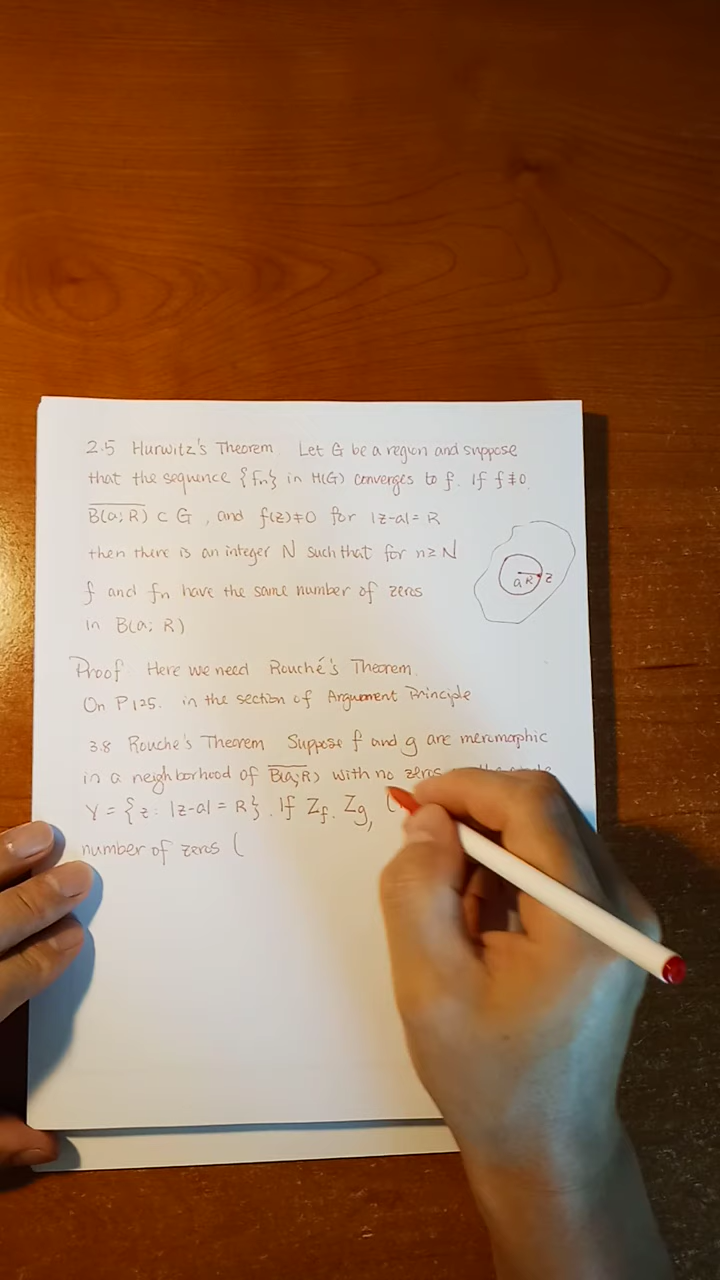 2.5 Hurwitz's Theorem. Let G be a region and suppose
that the sequence {fn} in H(G) converges to f. If f≢0,
B̅(̅a̅;̅ ̅R̅)̅ ⊂ G, and f(z)≠0 for |z-a|= R
then there is an integer N such that for n≥N
f and fn have the same number of zeros
in B(a; R)
a R z
Proof. Here we need Rouché's Theorem.
On P125. in the section of Argument Principle
3.8 Rouche's Theorem Suppose f and g are meromorphic
in a neighborhood of B̅(̅a̅;̅ ̅R̅)̅ with no zeros
γ = {z: |z-a| = R}. If Zf. Zg, (
number of zeros (